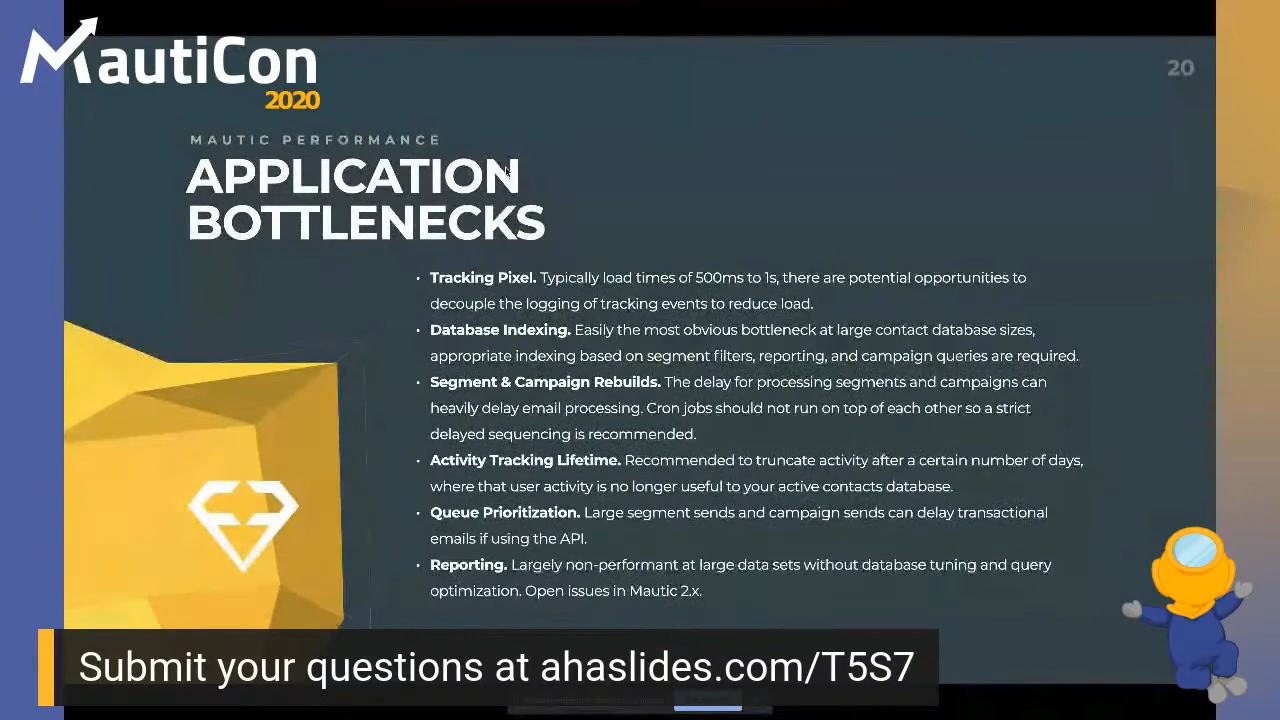 MautiCon
2020
20
MAUTIC PERFORMANCE
APPLICATION
BOTTLENECKS
• Tracking Pixel. Typically load times of 500ms to 1s, there are potential opportunities to
decouple the logging of tracking events to reduce load.
• Database Indexing. Easily the most obvious bottleneck at large contact database sizes,
appropriate indexing based on segment filters, reporting, and campaign queries are required.
• Segment & Campaign Rebuilds. The delay for processing segments and campaigns can
heavily delay email processing. Cron jobs should not run on top of each other so a strict
delayed sequencing is recommended.
• Activity Tracking Lifetime. Recommended to truncate activity after a certain number of days,
where that user activity is no longer useful to your active contacts database.
• Queue Prioritization. Large segment sends and campaign sends can delay transactional
emails if using the API.
• Reporting. Largely non-performant at large data sets without database tuning and query
optimization. Open issues in Mautic 2.x.
Submit your questions at ahaslides.com/T5S7